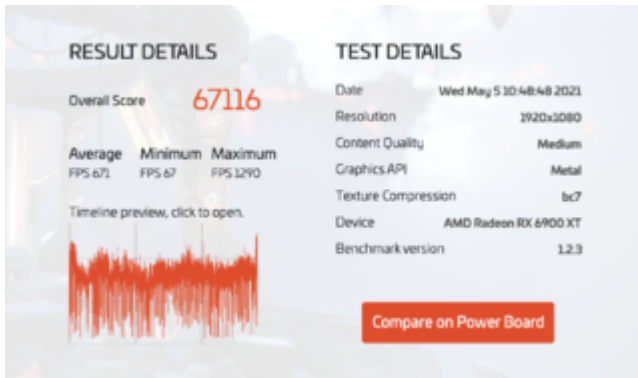 RESULT DETAILS
Overall Score 67116
Average Minimum Maximum
FPS 671 FPS 67 FPS 1290
Timeline preview, click to open.
TEST DETAILS
Date Wed May 5 10:48:48 2021
Resolution 1920x1080
Content Quality Medium
Graphics API Metal
Texture Compression bc7
Device AMD Radeon RX 6900 XT
Benchmark version 1.2.3
Compare on Power Board